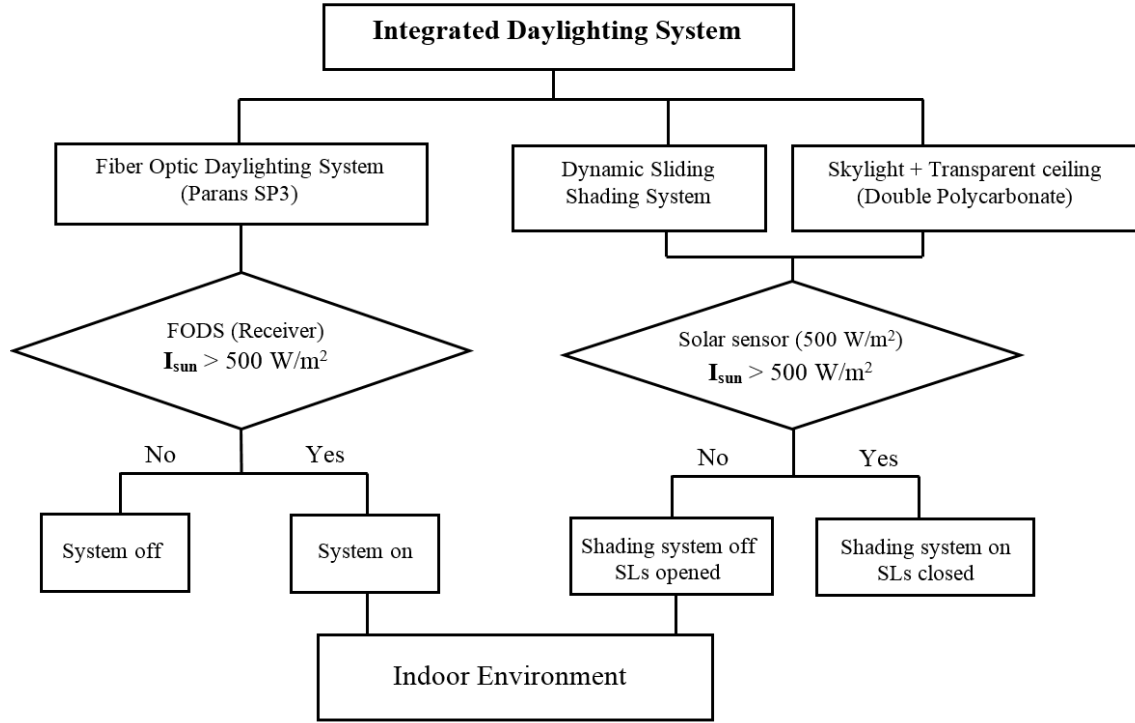 Integrated Daylighting System
Fiber Optic Daylighting System
(Parans SP3)
Dynamic Sliding
Shading System
Skylight + Transparent ceiling
(Double Polycarbonate)
FODS (Receiver)
I_sun > 500 W/m²
Solar sensor (500 W/m²)
I_sun > 500 W/m²
No
Yes
No
Yes
System off
System on
Shading system off
SLs opened
Shading system on
SLs closed
Indoor Environment